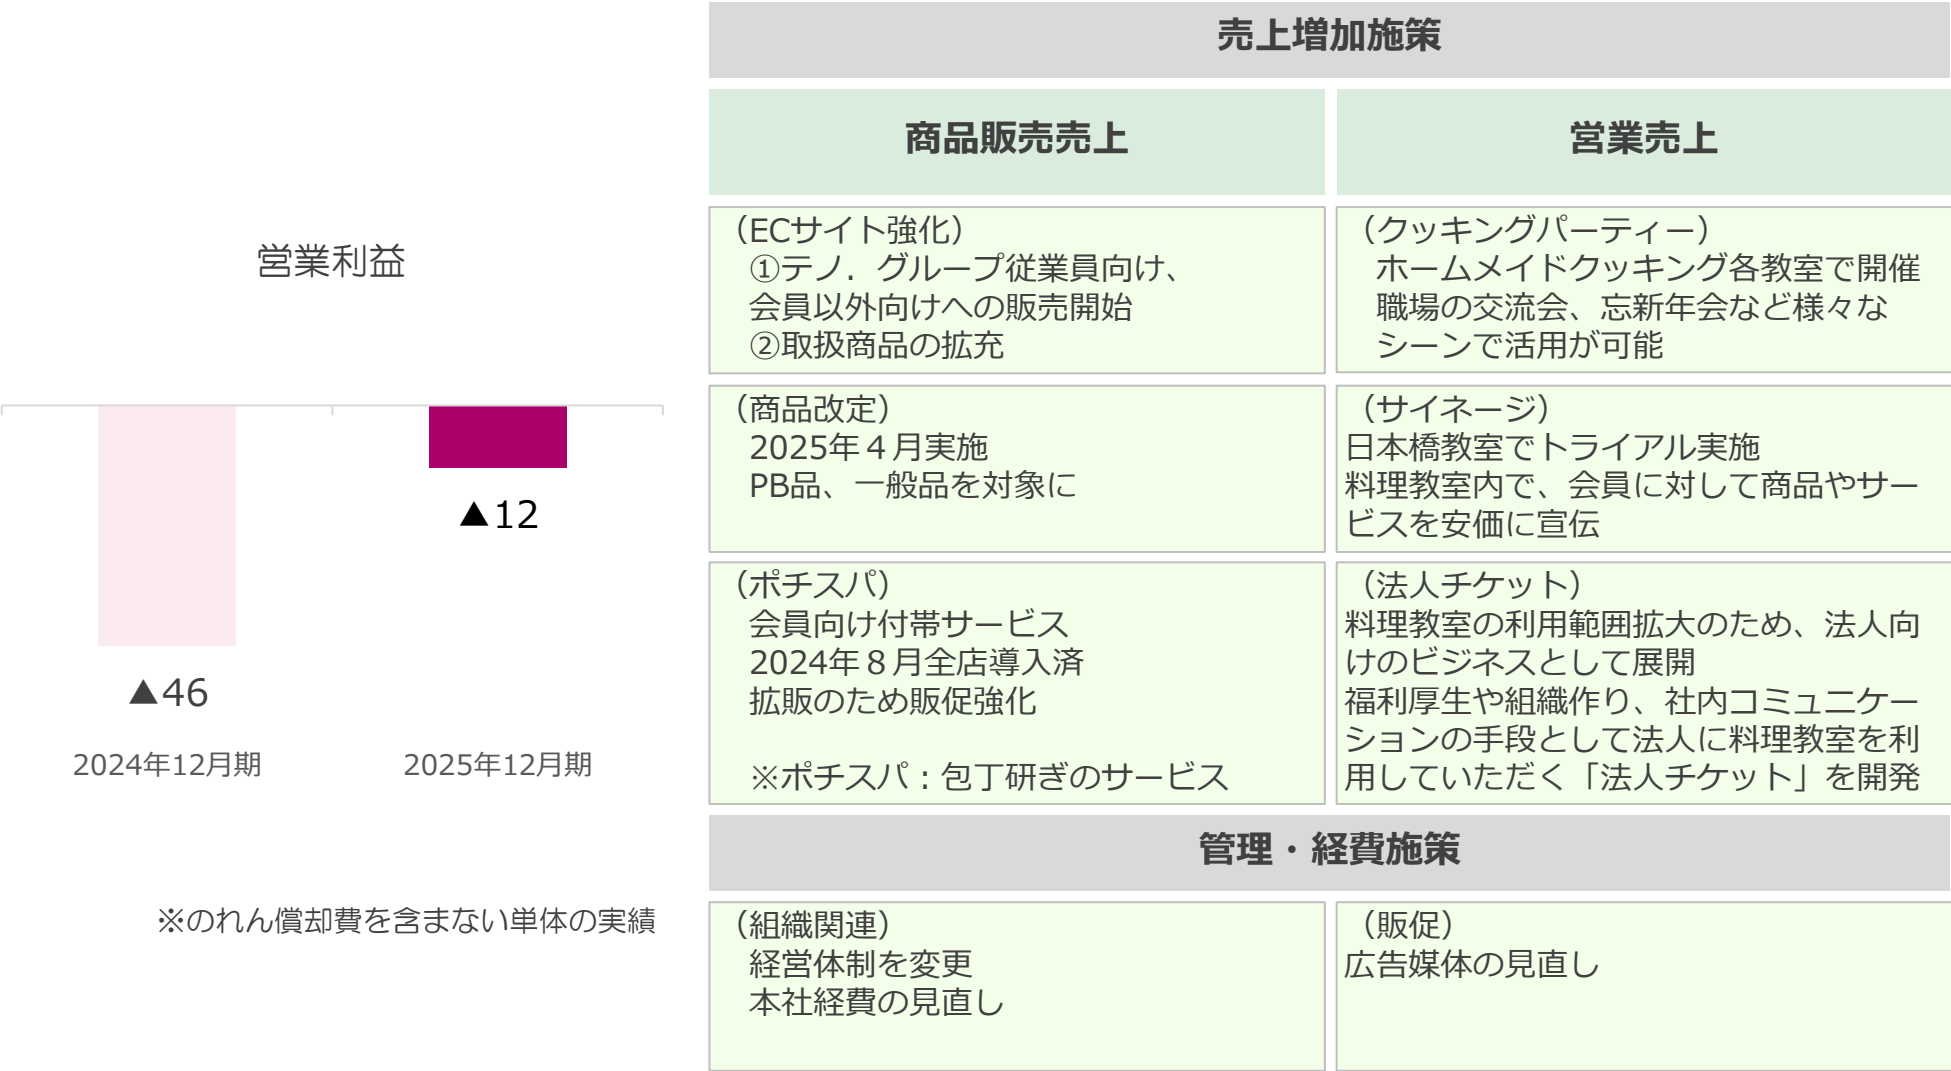 営業利益
▲46
▲12
2024年12月期
2025年12月期
※のれん償却費を含まない単体の実績
売上増加施策
商品販売売上
(ECサイト強化)
①テノ．グループ従業員向け、
会員以外向けへの販売開始
②取扱商品の拡充
(商品改定)
2025年４月実施
PB品、一般品を対象に
(ポチスパ)
会員向け付帯サービス
2024年８月全店導入済
拡販のため販促強化
※ポチスパ：包丁研ぎのサービス
営業売上
(クッキングパーティー)
ホームメイドクッキング各教室で開催
職場の交流会、忘新年会など様々な
シーンで活用が可能
(サイネージ)
日本橋教室でトライアル実施
料理教室内で、会員に対して商品やサー
ビスを安価に宣伝
(法人チケット)
料理教室の利用範囲拡大のため、法人向
けのビジネスとして展開
福利厚生や組織作り、社内コミュニケー
ションの手段として法人に料理教室を利
用していただく「法人チケット」を開発
管理・経費施策
(組織関連)
経営体制を変更
本社経費の見直し
(販促)
広告媒体の見直し